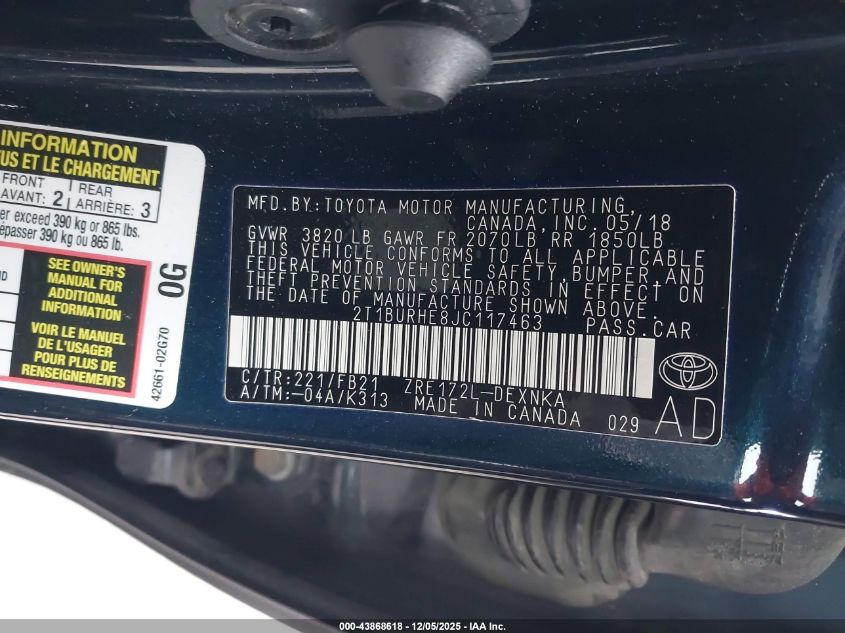 INFORMATION
US ET LE CHARGEMENT
FRONT
AVANT: 2
REAR
ARRIÈRE: 3
er exceed 390 kg or 865 lbs.
épasser 390 kg ou 865 lb.
SEE OWNER'S
MANUAL FOR
ADDITIONAL
INFORMATION
VOIR LE MANUEL
DE L'USAGER
POUR PLUS DE
RENSEIGNEMENTS
0G
42661-02G70
MFD.BY:TOYOTA MOTOR MANUFACTURING,
CANADA, INC. 05/18
GVWR 3820 LB GAWR FR 2070LB RR 1850LB
THIS VEHICLE CONFORMS TO ALL APPLICABLE
FEDERAL MOTOR VEHICLE SAFETY, BUMPER,AND
THEFT PREVENTION STANDARDS IN EFFECT ON
THE DATE OF MANUFACTURE SHOWN ABOVE.
2T1BURHE8JC117463 PASS.CAR
C/TR:221/FB21 ZRE172L-DEXNKA
A/TM:-04A/K313 MADE IN CANADA 029
AD
000-43868618 - 12/05/2025 - IAA Inc.